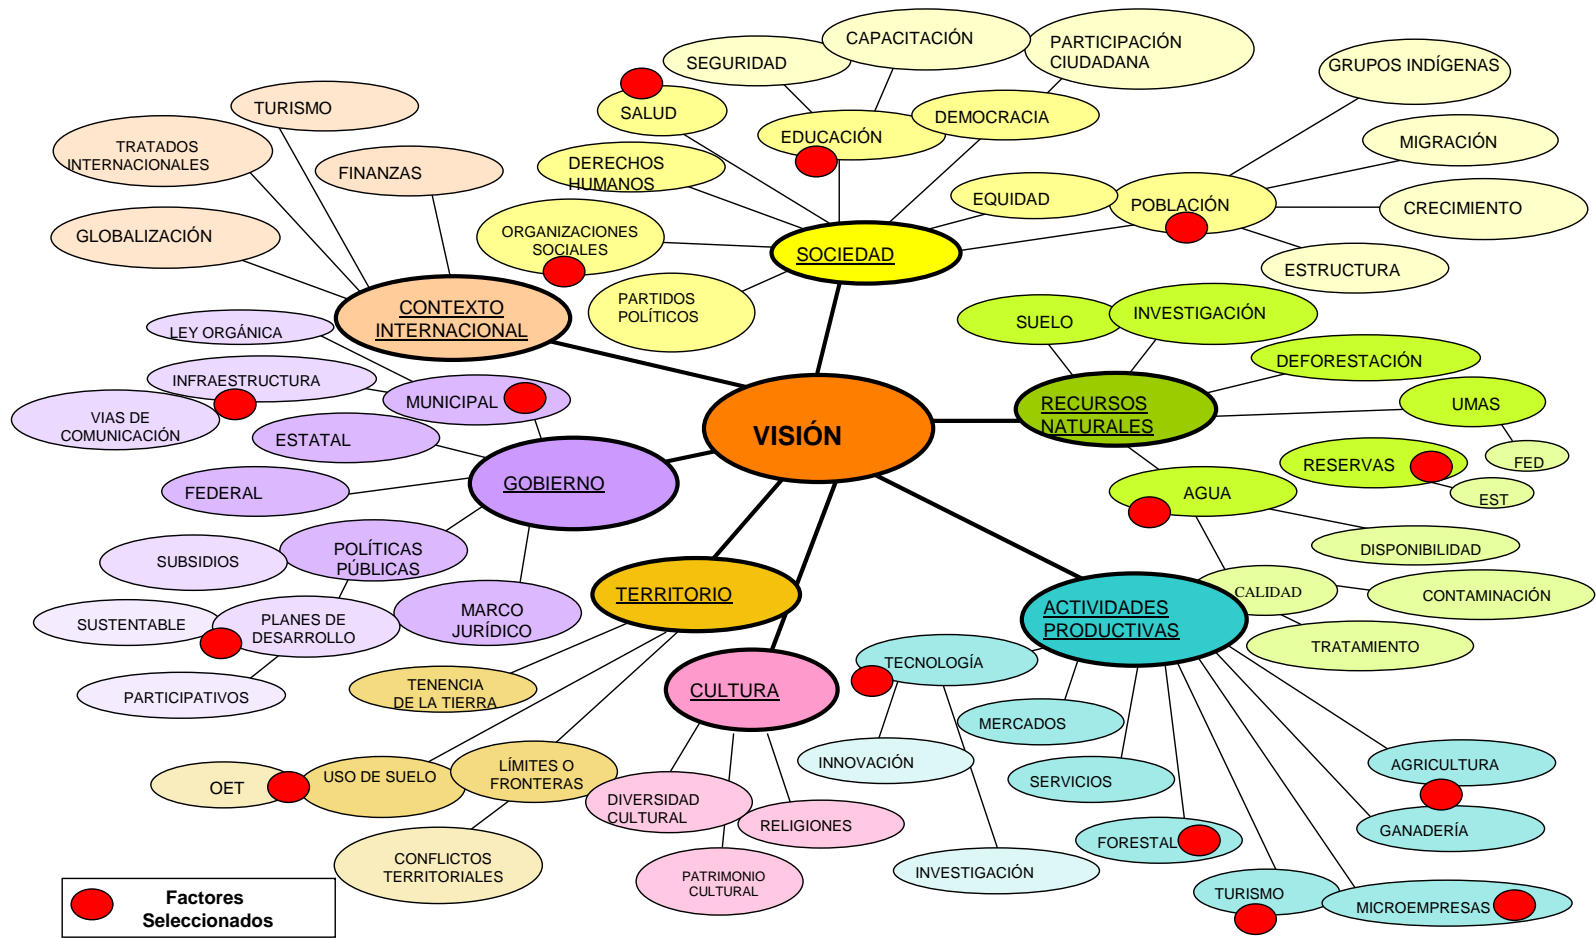 CAPACITACIÓN
PARTICIPACIÓN
CIUDADANA
SEGURIDAD
GRUPOS INDÍGENAS
TURISMO
SALUD
DEMOCRACIA
EDUCACIÓN
TRATADOS
INTERNACIONALES
MIGRACIÓN
FINANZAS
DERECHOS
HUMANOS
EQUIDAD
POBLACIÓN
CRECIMIENTO
GLOBALIZACIÓN
ORGANIZACIONES
SOCIALES
SOCIEDAD
ESTRUCTURA
PARTIDOS
POLÍTICOS
CONTEXTO
INTERNACIONAL
LEY ORGÁNICA
SUELO
INVESTIGACIÓN
DEFORESTACIÓN
INFRAESTRUCTURA
MUNICIPAL
RECURSOS
NATURALES
UMAS
VIAS DE
COMUNICACIÓN
VISIÓN
ESTATAL
FED
RESERVAS
GOBIERNO
FEDERAL
AGUA
EST
DISPONIBILIDAD
POLÍTICAS
PÚBLICAS
SUBSIDIOS
CALIDAD
CONTAMINACIÓN
TERRITORIO
MARCO
JURÍDICO
ACTIVIDADES
PRODUCTIVAS
SUSTENTABLE
PLANES DE
DESARROLLO
TRATAMIENTO
TECNOLOGÍA
TENENCIA
DE LA TIERRA
CULTURA
PARTICIPATIVOS
MERCADOS
INNOVACIÓN
AGRICULTURA
LÍMITES O
FRONTERAS
USO DE SUELO
OET
SERVICIOS
DIVERSIDAD
CULTURAL
RELIGIONES
GANADERÍA
FORESTAL
CONFLICTOS
TERRITORIALES
INVESTIGACIÓN
PATRIMONIO
CULTURAL
TURISMO
MICROEMPRESAS
Factores
Seleccionados